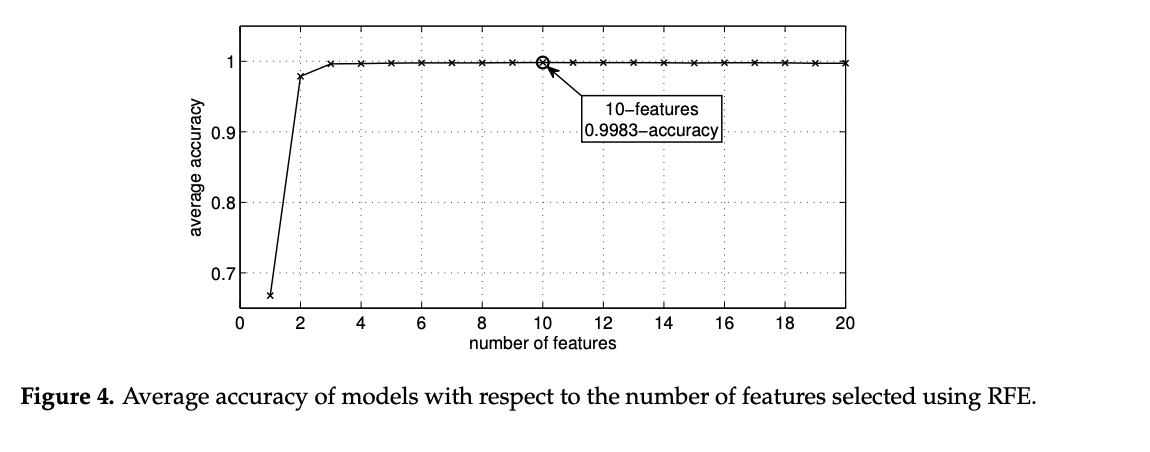 1
0.9
0.8
0.7
average accuracy
10−features
0.9983−accuracy
0 2 4 6 8 10 12 14 16 18 20
number of features
Figure 4. Average accuracy of models with respect to the number of features selected using RFE.